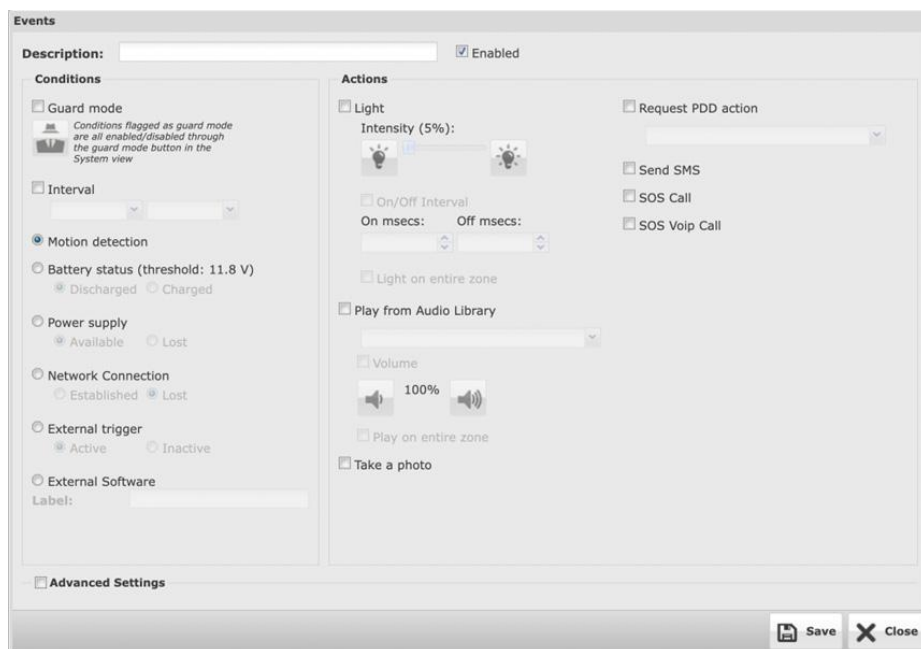 Events
Description:
Enabled
Conditions
Guard mode
Conditions flagged as guard mode
are all enabled/disabled through
the guard mode button in the
System view
Interval
Motion detection
Battery status (threshold: 11.8 V)
Discharged Charged
Power supply
Available Lost
Network Connection
Established Lost
External trigger
Active Inactive
External Software
Label:
Actions
Light
Intensity (5%):
On/Off Interval
On msecs: Off msecs:
Light on entire zone
Play from Audio Library
Volume
100%
Play on entire zone
Take a photo
Request PDD action
Send SMS
SOS Call
SOS Voip Call
Advanced Settings
Save Close